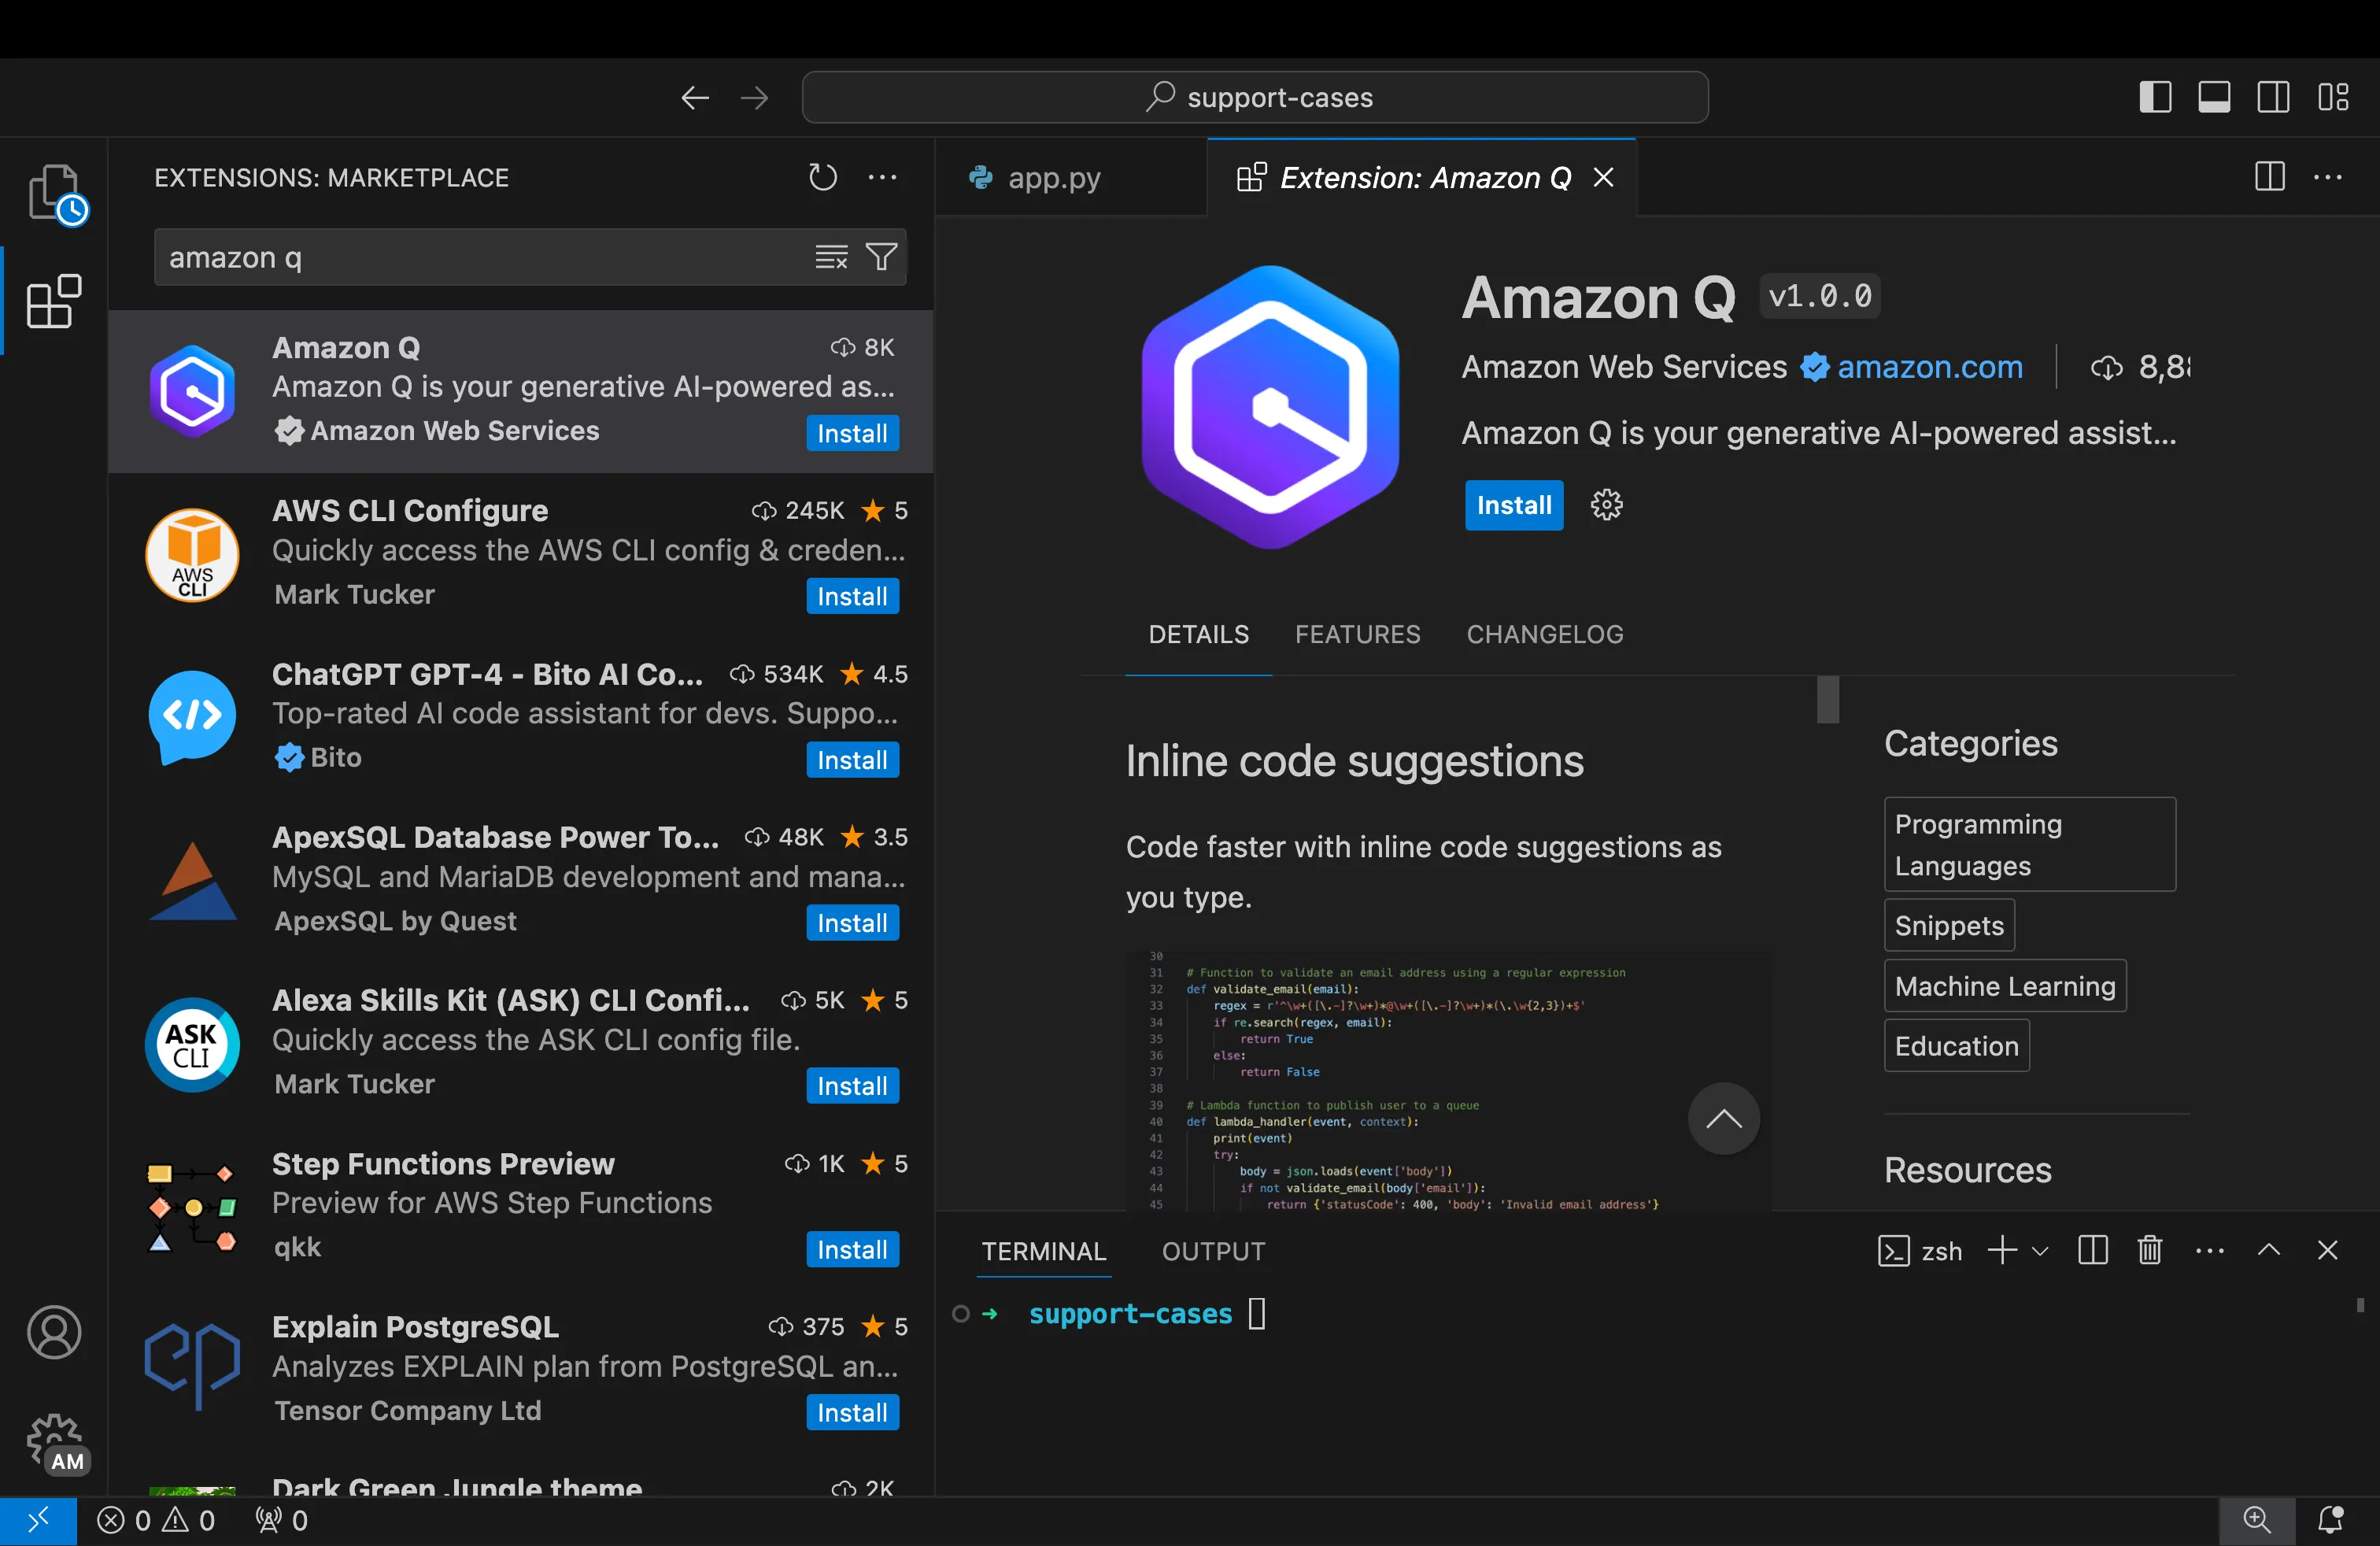 support-cases
EXTENSIONS: MARKETPLACE
amazon q
Amazon Q 8K
Amazon Q is your generative AI-powered as...
Amazon Web Services Install
AWS CLI Configure 245K 5
Quickly access the AWS CLI config & creden...
Mark Tucker Install
AWS
CLI
ChatGPT GPT-4 - Bito AI Co... 534K 4.5
Top-rated AI code assistant for devs. Suppo...
Bito Install
ApexSQL Database Power To... 48K 3.5
MySQL and MariaDB development and mana...
ApexSQL by Quest Install
Alexa Skills Kit (ASK) CLI Confi... 5K 5
Quickly access the ASK CLI config file.
Mark Tucker Install
ASK
CLI
Step Functions Preview 1K 5
Preview for AWS Step Functions
qkk Install
Explain PostgreSQL 375 5
Analyzes EXPLAIN plan from PostgreSQL an...
Tensor Company Ltd Install
Dark Green Jungle theme 2K
AM
app.py Extension: Amazon Q
Amazon Q v1.0.0
Amazon Web Services amazon.com
Amazon Q is your generative AI-powered assist...
Install
DETAILS FEATURES CHANGELOG
Inline code suggestions
Code faster with inline code suggestions as
you type.
30
31 # Function to validate an email address using a regular expression
32 def validate_email(email):
33 regex = r'^\w+([\.-]?\w+)*@\w+([\.-]?\w+)*(\.\w{2,3})+$'
34 if re.search(regex, email):
35 return True
36 else:
37 return False
38
39 # Lambda function to publish user to a queue
40 def lambda_handler(event, context):
41 print(event)
42 try:
43 body = json.loads(event['body'])
44 if not validate_email(body['email']):
45 return {'statusCode': 400, 'body': 'Invalid email address'}
Categories
Programming
Languages
Snippets
Machine Learning
Education
Resources
TERMINAL OUTPUT zsh
support-cases
0 0 0